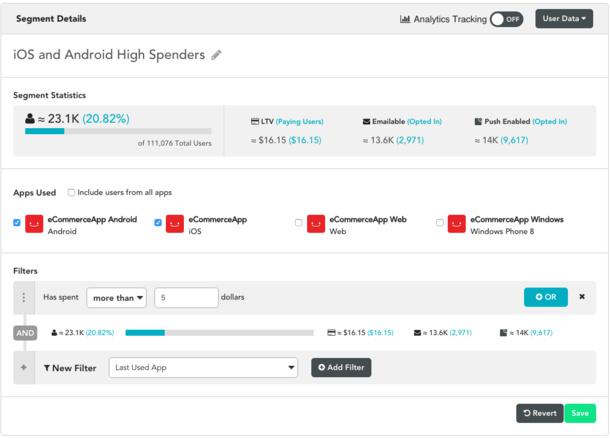 Segment Details
Analytics Tracking OFF
User Data
iOS and Android High Spenders
Segment Statistics
≈ 23.1K (20.82%)
of 111,076 Total Users
LTV (Paying Users)
≈ $16.15 ($16.15)
Emailable (Opted In)
≈ 13.6K (2,971)
Push Enabled (Opted In)
≈ 14K (9,617)
Apps Used
Include users from all apps
eCommerceApp Android
Android
eCommerceApp
iOS
eCommerceApp Web
Web
eCommerceApp Windows
Windows Phone 8
Filters
Has spent more than 5 dollars
OR
AND ≈ 23.1K (20.82%) ≈ $16.15 ($16.15) ≈ 13.6K (2,971) ≈ 14K (9,617)
New Filter Last Used App Add Filter
Revert Save